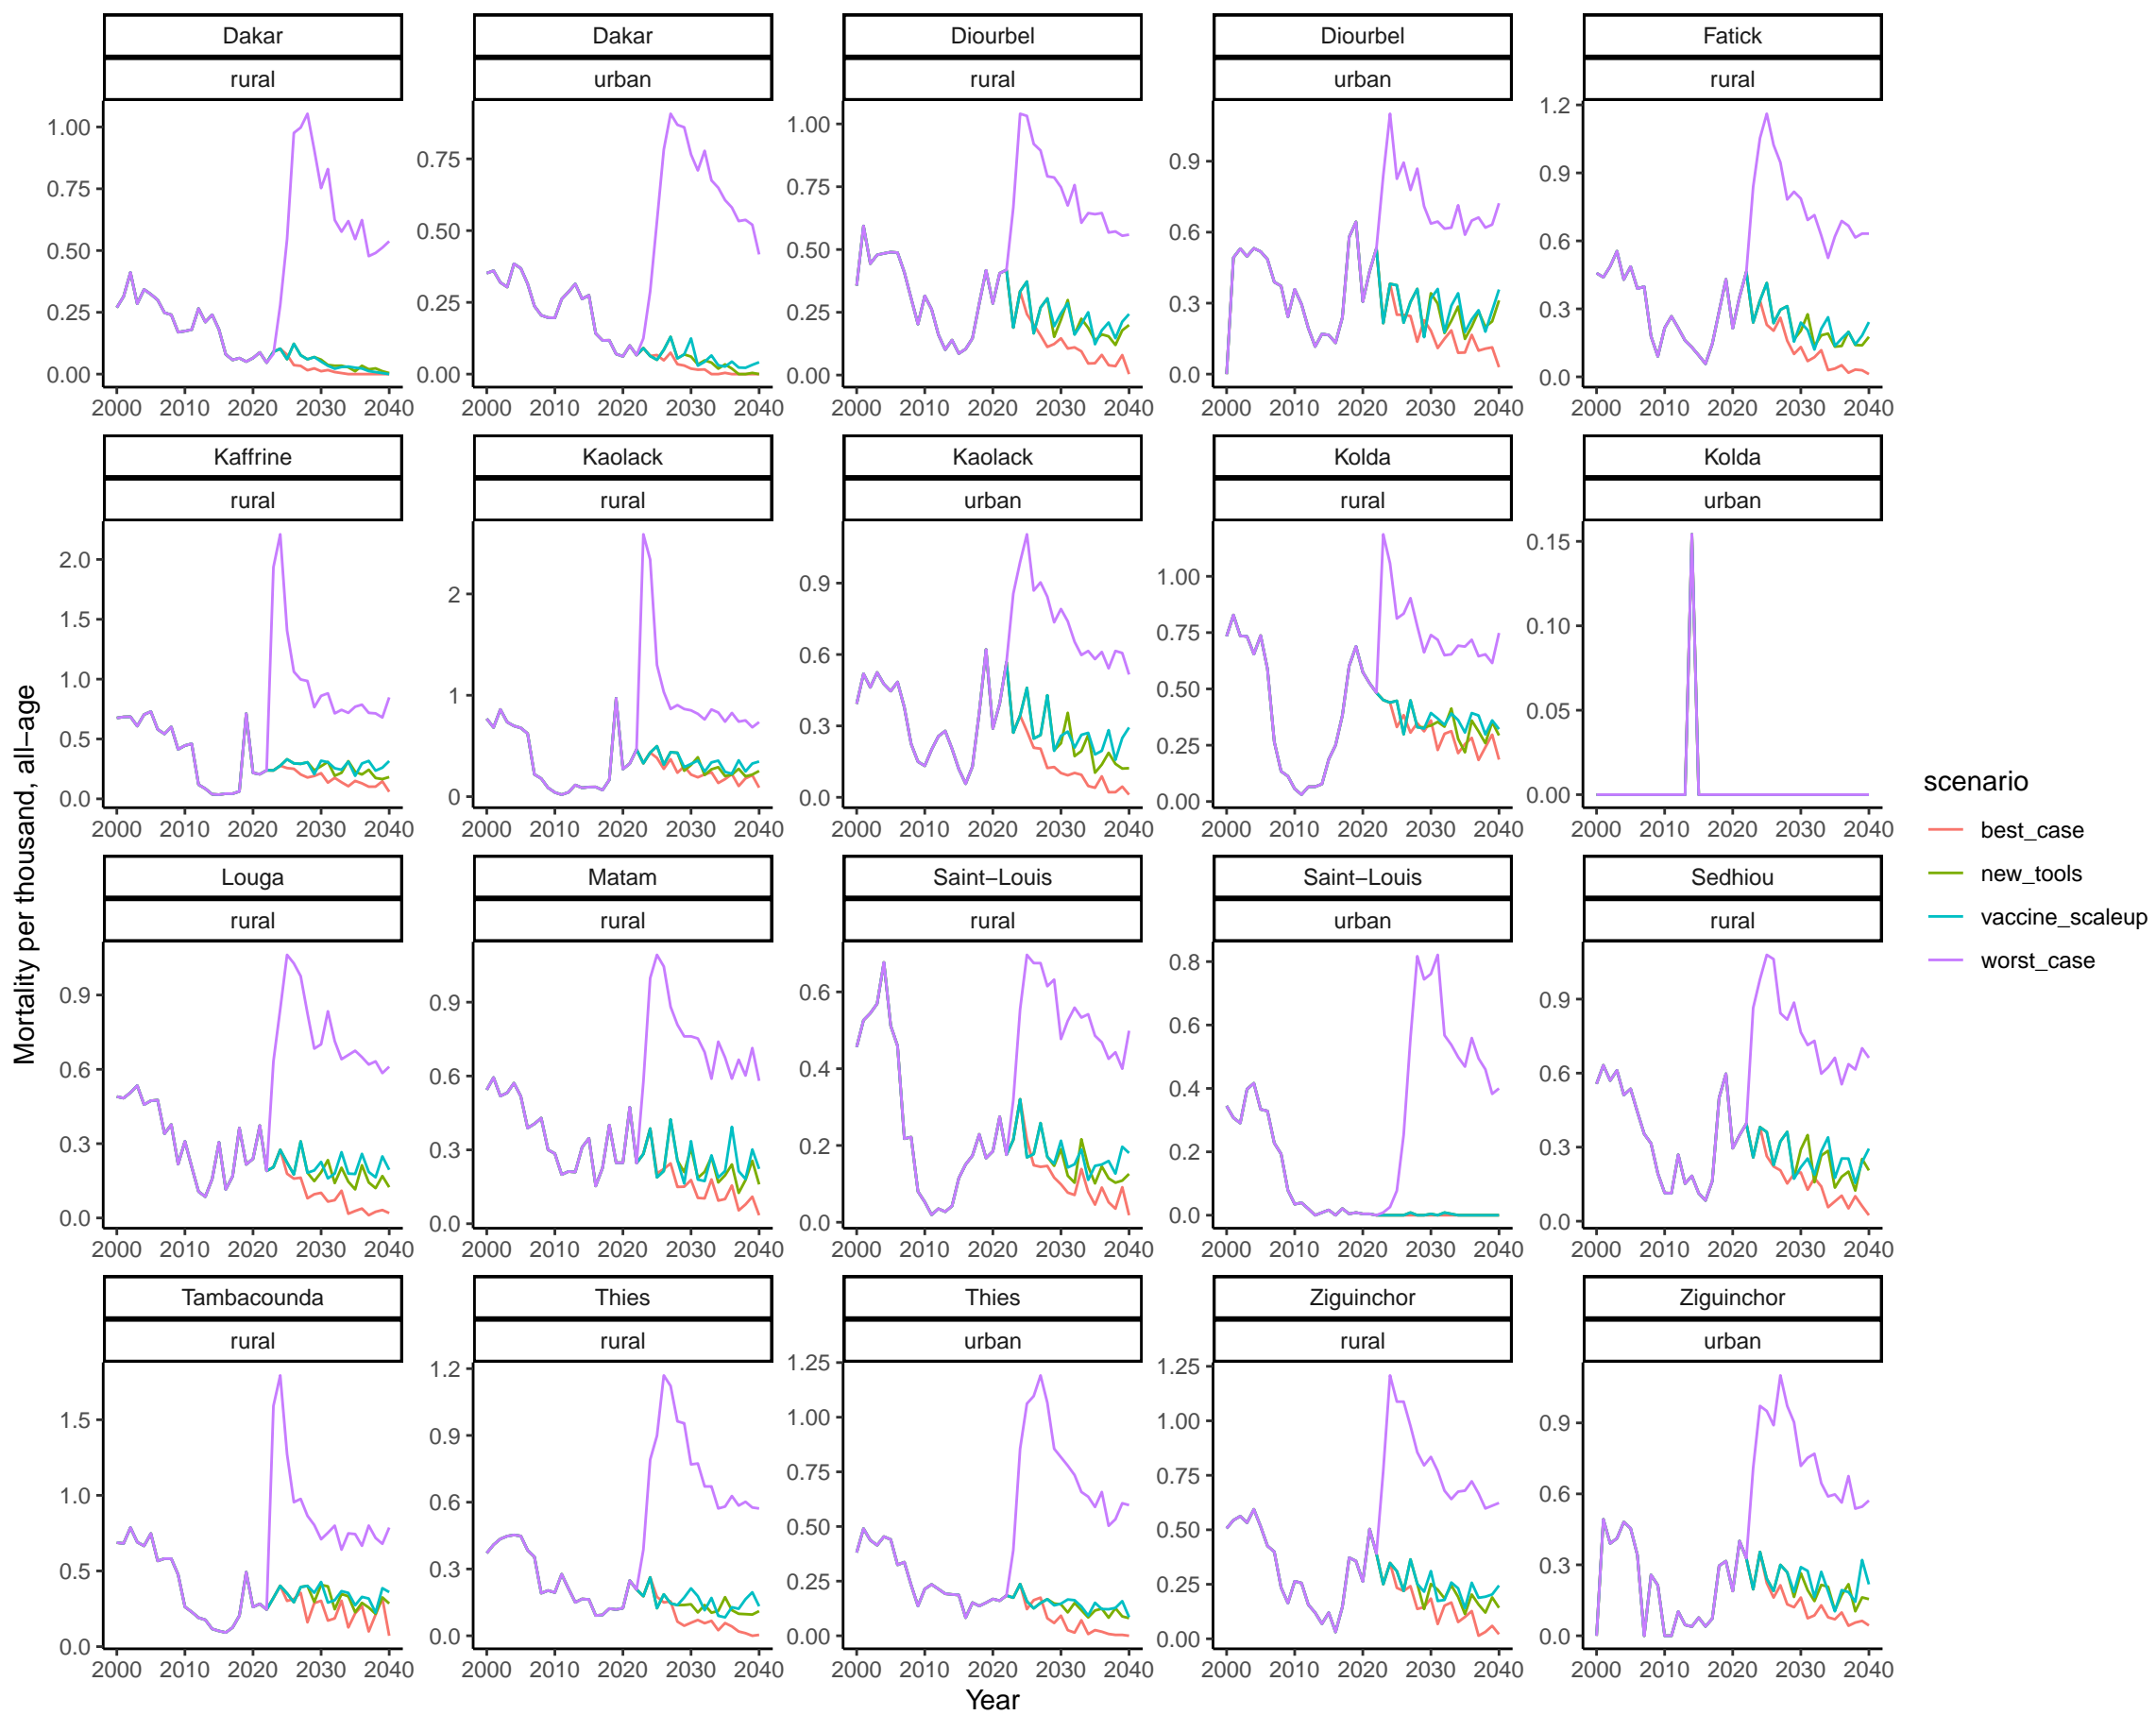 Dakar
rural
1.00
0.75
0.50
0.25
0.00
2000 2010 2020 2030 2040
Dakar
urban
0.75
0.50
0.25
0.00
2000 2010 2020 2030 2040
Diourbel
rural
1.00
0.75
0.50
0.25
0.00
2000 2010 2020 2030 2040
Diourbel
urban
0.9
0.6
0.3
0.0
2000 2010 2020 2030 2040
Fatick
rural
1.2
0.9
0.6
0.3
0.0
2000 2010 2020 2030 2040
Kaffrine
rural
2.0
1.5
1.0
0.5
0.0
2000 2010 2020 2030 2040
Kaolack
rural
2
1
0
2000 2010 2020 2030 2040
Kaolack
urban
0.9
0.6
0.3
0.0
2000 2010 2020 2030 2040
Kolda
rural
1.00
0.75
0.50
0.25
0.00
2000 2010 2020 2030 2040
Kolda
urban
0.15
0.10
0.05
0.00
2000 2010 2020 2030 2040
Louga
rural
0.9
0.6
0.3
0.0
2000 2010 2020 2030 2040
Matam
rural
0.9
0.6
0.3
0.0
2000 2010 2020 2030 2040
Saint−Louis
rural
0.6
0.4
0.2
0.0
2000 2010 2020 2030 2040
Saint−Louis
urban
0.8
0.6
0.4
0.2
0.0
2000 2010 2020 2030 2040
Sedhiou
rural
0.9
0.6
0.3
0.0
2000 2010 2020 2030 2040
Tambacounda
rural
1.5
1.0
0.5
0.0
2000 2010 2020 2030 2040
Thies
rural
1.2
0.9
0.6
0.3
0.0
2000 2010 2020 2030 2040
Thies
urban
1.25
1.00
0.75
0.50
0.25
0.00
2000 2010 2020 2030 2040
Ziguinchor
rural
1.25
1.00
0.75
0.50
0.25
0.00
2000 2010 2020 2030 2040
Ziguinchor
urban
0.9
0.6
0.3
0.0
2000 2010 2020 2030 2040
Year
Mortality per thousand, all−age
scenario
best_case
new_tools
vaccine_scaleup
worst_case